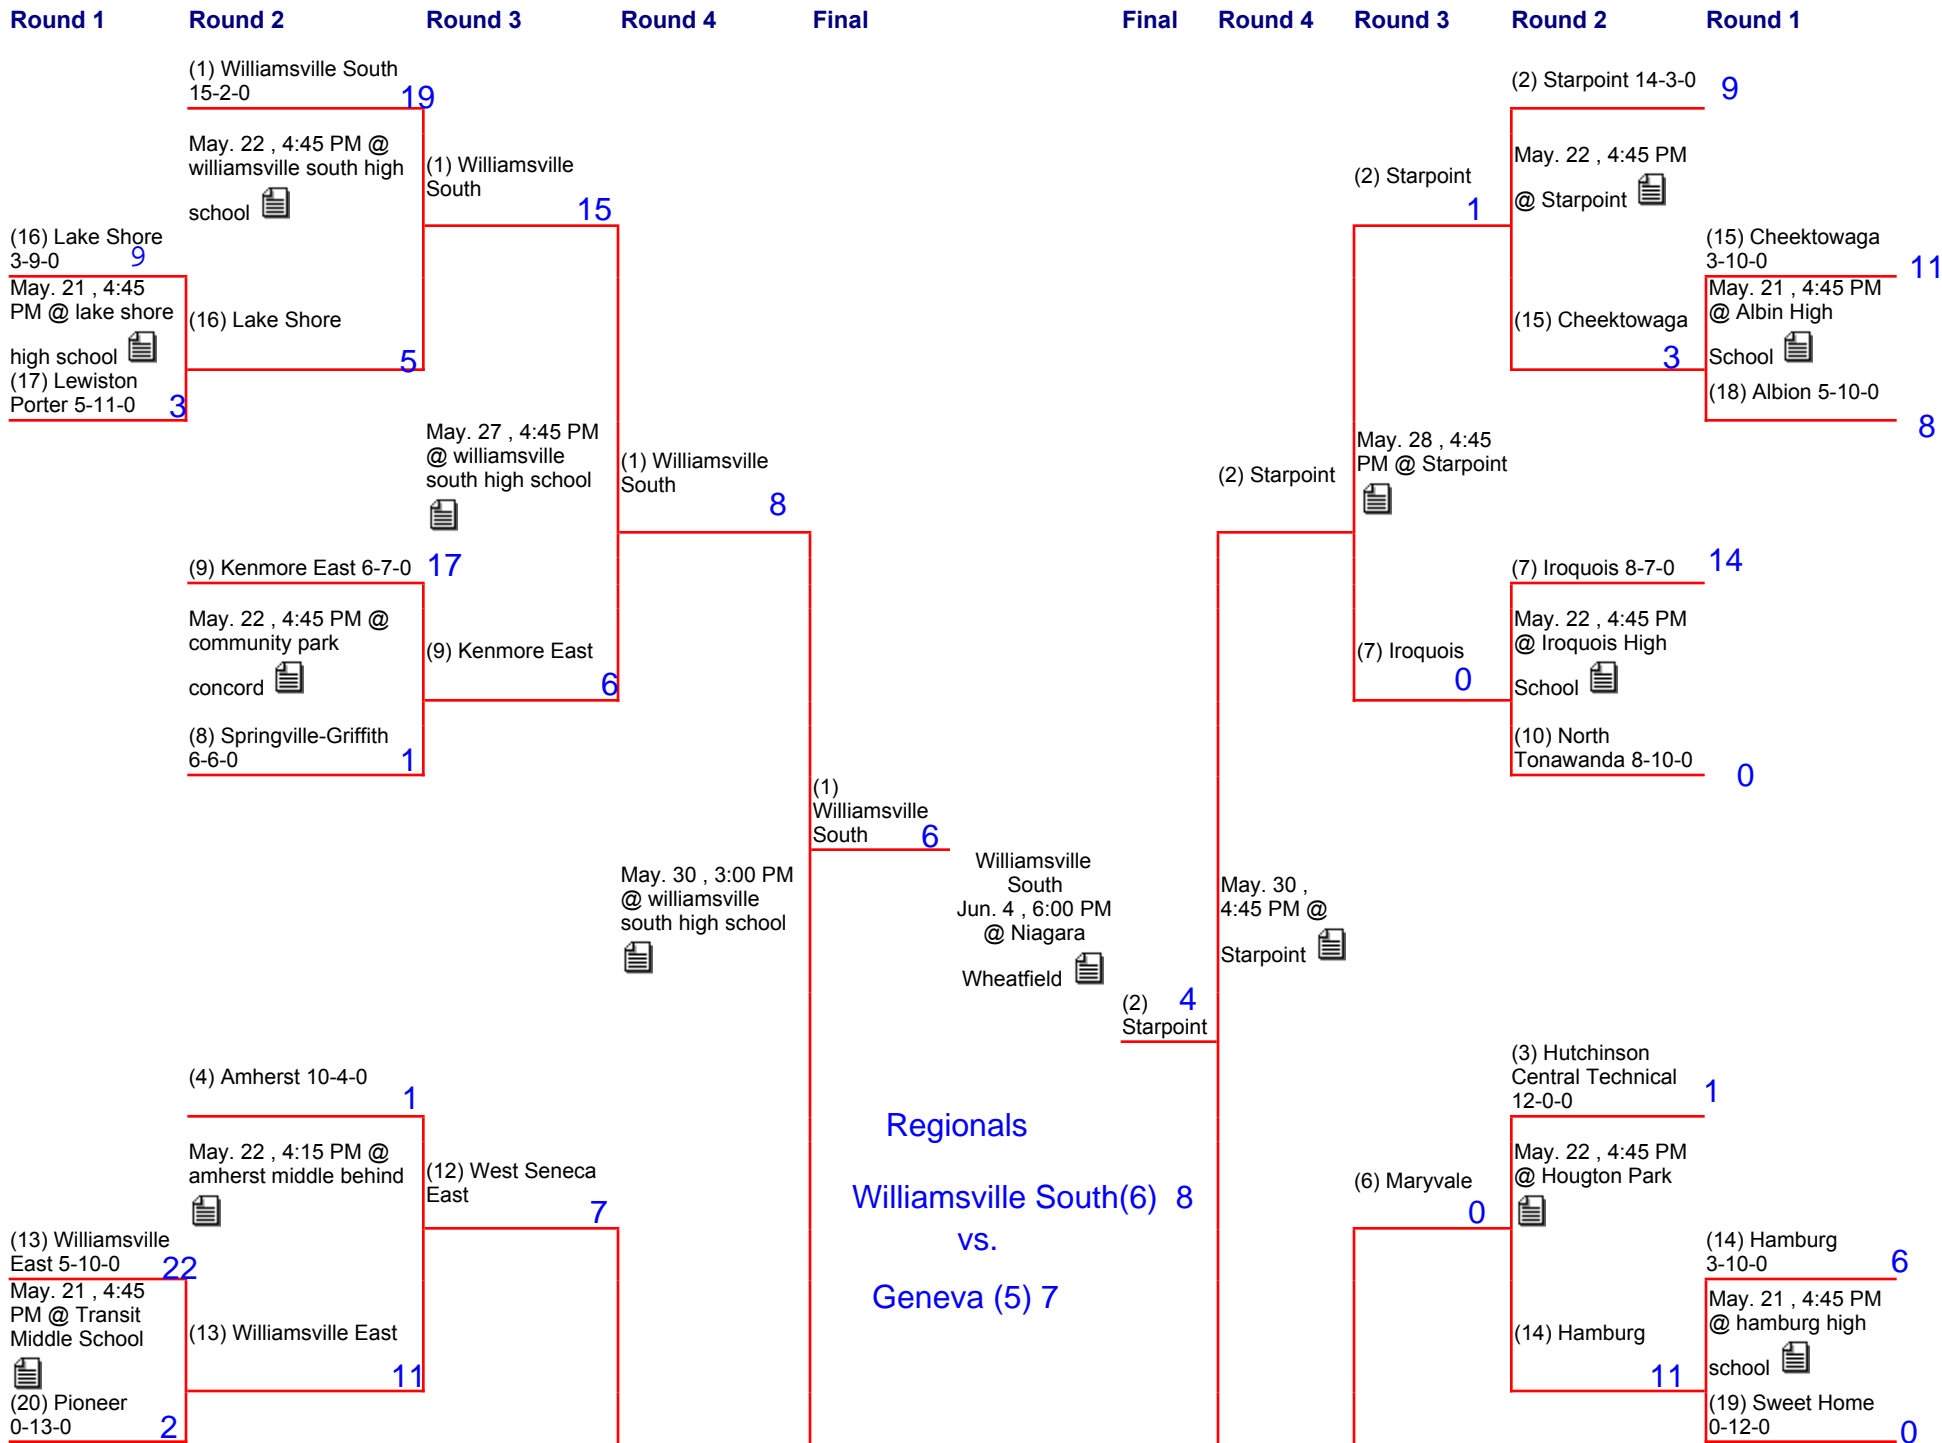 Round 1
Round 2
Round 3
Round 4
Final
Final
Round 4
Round 3
Round 2
Round 1
(1) Williamsville South
15-2-0
19
May. 22 , 4:45 PM @
williamsville south high
school
(16) Lake Shore
3-9-0
9
May. 21 , 4:45
PM @ lake shore
high school
(17) Lewiston
Porter 5-11-0
3
(16) Lake Shore
5
(1) Williamsville
South
15
May. 27 , 4:45 PM
@ williamsville
south high school
(9) Kenmore East 6-7-0
17
May. 22 , 4:45 PM @
community park
concord
(8) Springville-Griffith
6-6-0
1
(9) Kenmore East
6
(1) Williamsville
South
8
May. 30 , 3:00 PM
@ williamsville
south high school
(4) Amherst 10-4-0
1
May. 22 , 4:15 PM @
amherst middle behind
(13) Williamsville
East 5-10-0
22
May. 21 , 4:45
PM @ Transit
Middle School
(20) Pioneer
0-13-0
2
(13) Williamsville East
11
(12) West Seneca
East
7
(1)
Williamsville
South
6
Williamsville
South
Jun. 4 , 6:00 PM
@ Niagara
Wheatfield
(2)
Starpoint
4
Regionals
Williamsville South(6) 8
vs.
Geneva (5) 7
(2) Starpoint
May. 30 ,
4:45 PM @
Starpoint
(2) Starpoint
1
May. 28 , 4:45
PM @ Starpoint
(7) Iroquois
0
(6) Maryvale
0
(2) Starpoint 14-3-0
9
May. 22 , 4:45 PM
@ Starpoint
(15) Cheektowaga
3
(15) Cheektowaga
3-10-0
11
May. 21 , 4:45 PM
@ Albin High
School
(18) Albion 5-10-0
8
(7) Iroquois 8-7-0
14
May. 22 , 4:45 PM
@ Iroquois High
School
(10) North
Tonawanda 8-10-0
0
(3) Hutchinson
Central Technical
12-0-0
1
May. 22 , 4:45 PM
@ Hougton Park
(14) Hamburg
11
(14) Hamburg
3-10-0
6
May. 21 , 4:45 PM
@ hamburg high
school
(19) Sweet Home
0-12-0
0